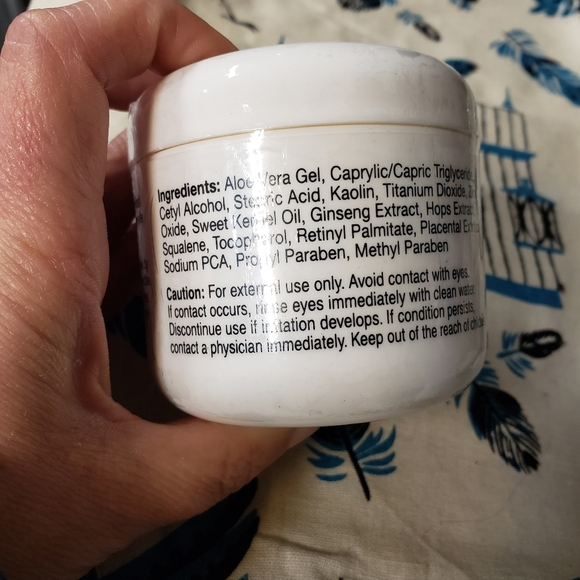 Ingredients: Aloe Vera Gel, Caprylic/Capric Triglyceride,
Cetyl Alcohol, Stearic Acid, Kaolin, Titanium Dioxide,
Oxide, Sweet Kernel Oil, Ginseng Extract, Hops Extract,
Squalene, Tocopherol, Retinyl Palmitate, Placental
Sodium PCA, Propyl Paraben, Methyl Paraben
Caution: For external use only. Avoid contact with eyes.
If contact occurs, rinse eyes immediately with clean water.
Discontinue use if irritation develops. If condition persists,
contact a physician immediately. Keep out of the reach of